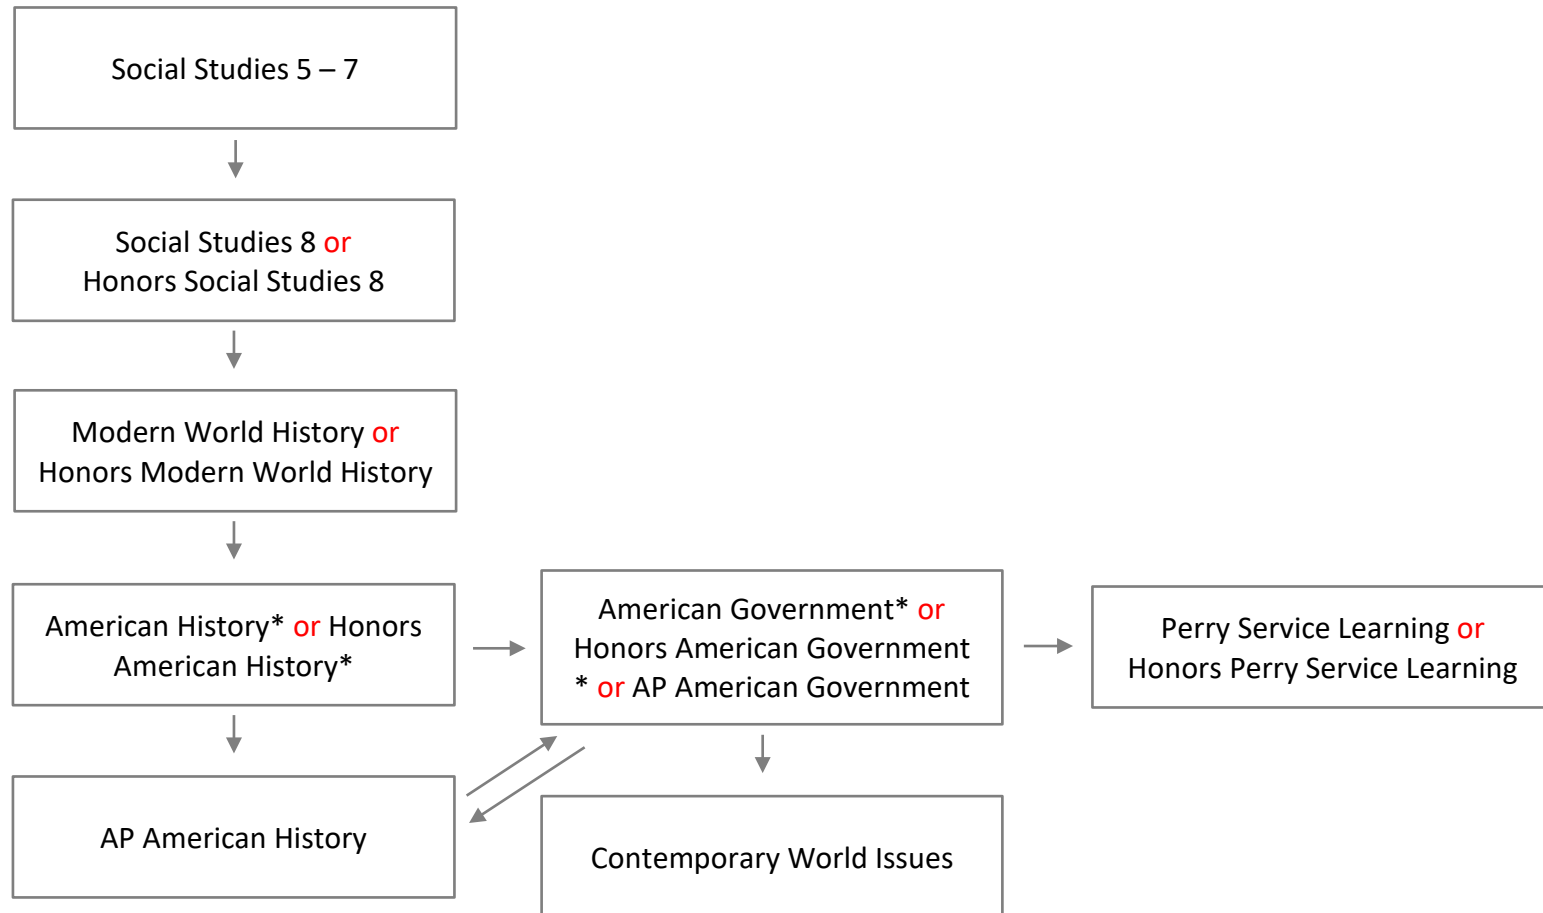 Social Studies 5 – 7
Social Studies 8 or
Honors Social Studies 8
Modern World History or
Honors Modern World History
American History* or Honors
American History*
American Government* or
Honors American Government
* or AP American Government
Perry Service Learning or
Honors Perry Service Learning
AP American History
Contemporary World Issues